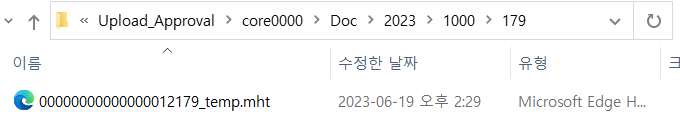 « Upload_Approval > core0000 > Doc > 2023 > 1000 > 179
이름 수정한 날짜 유형 크
00000000000000012179_temp.mht 2023-06-19 오후 2:29 Microsoft Edge H...